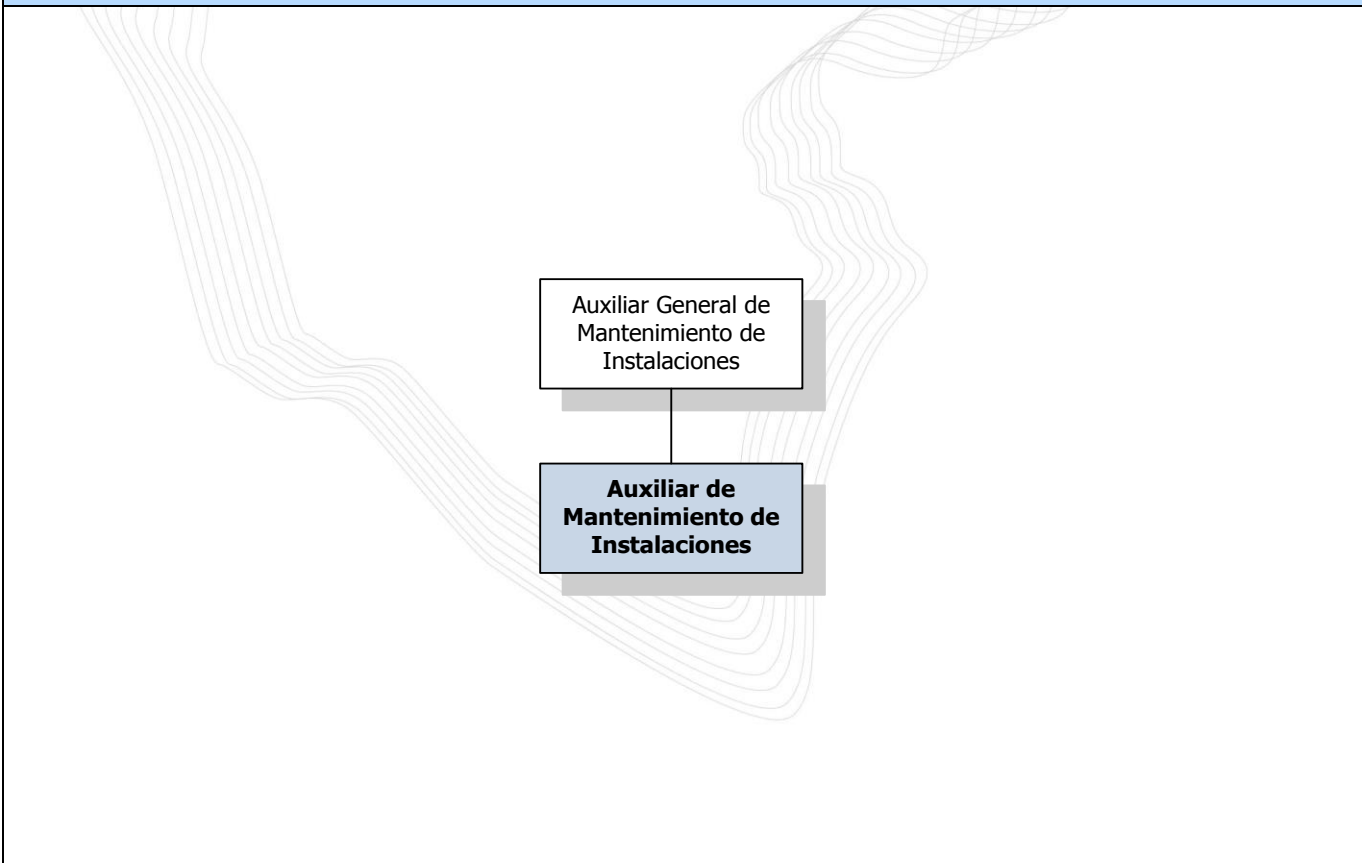 Auxiliar General de
Mantenimiento de
Instalaciones
Auxiliar de
Mantenimiento de
Instalaciones